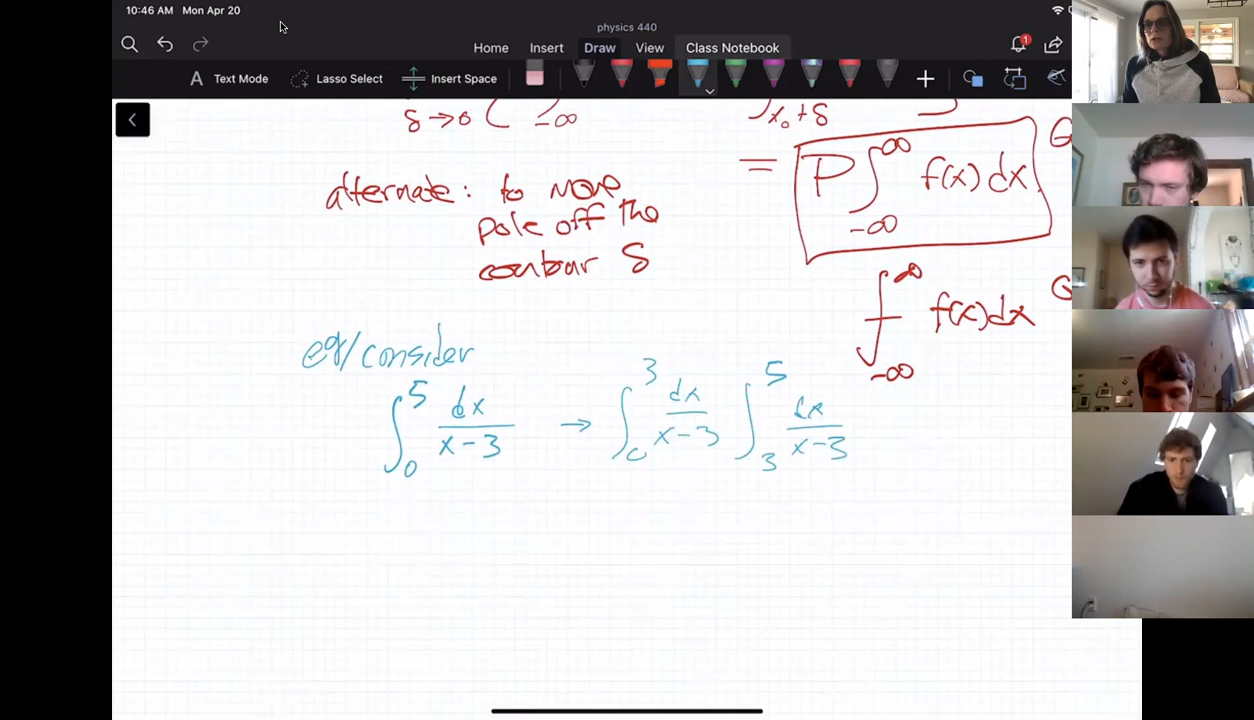 10:46 AM Mon Apr 20
physics 440
Home Insert Draw View Class Notebook
1
A Text Mode Lasso Select Insert Space
δ→0 ( ∫_{-∞} ∫_{x₀+δ}
= P ∫_{-∞}^{∞} f(x) dx
alternate: to move
pole off the
contour δ
⨍_{-∞}^{∞} f(x)dx
eg/consider
∫_0^5 dx/(x-3) → ∫_0^3 dx/(x-3) ∫_3^5 dx/(x-3)